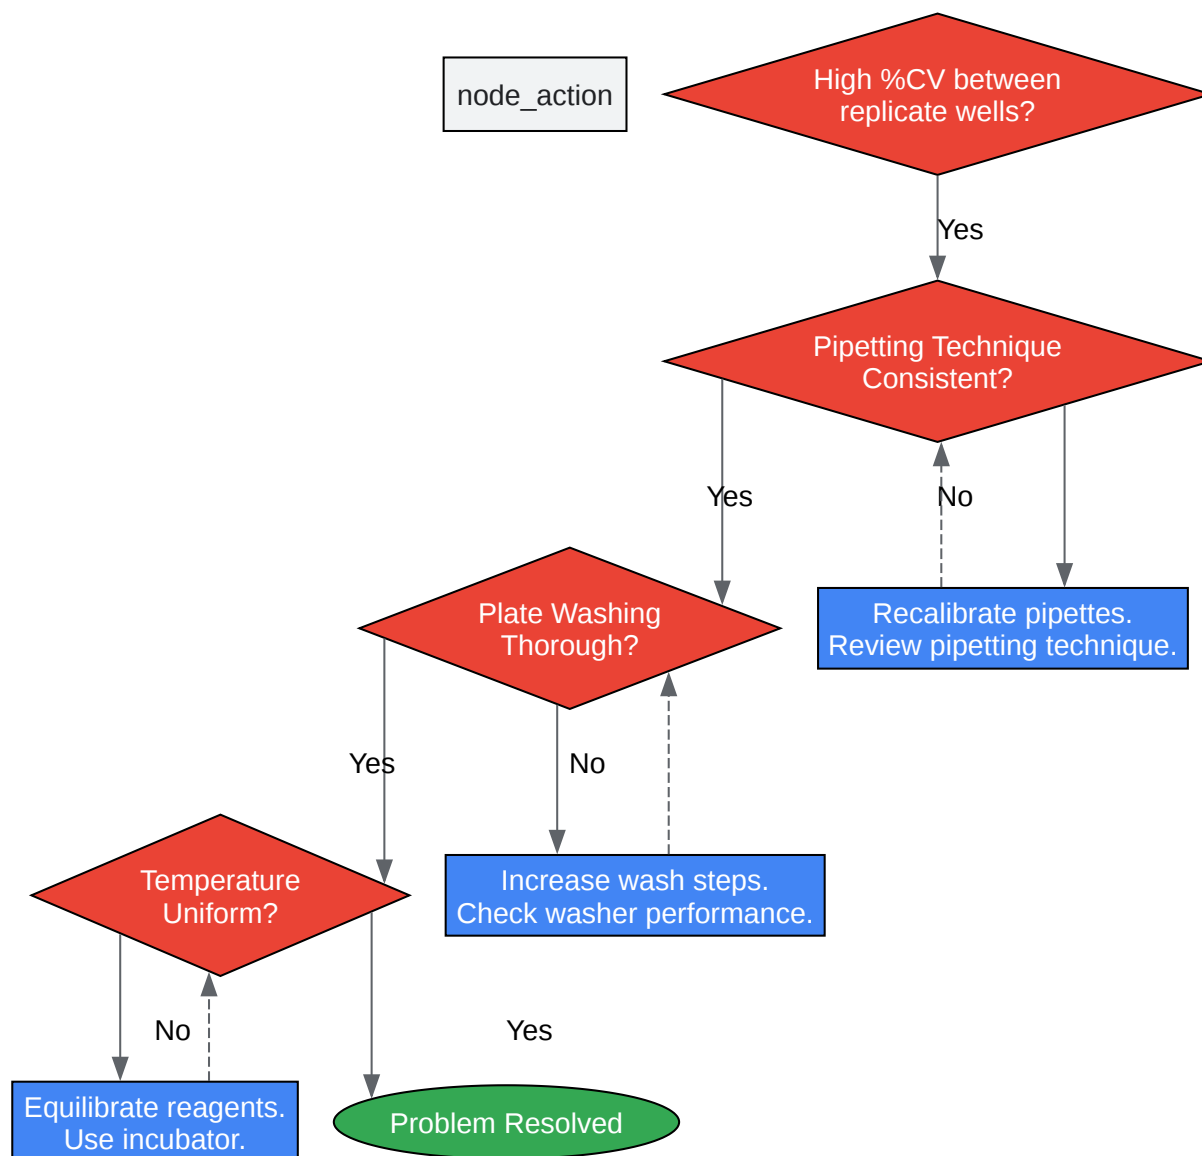 node_action
High %CV between
replicate wells?
Yes
Pipetting Technique
Consistent?
Yes
No
Plate Washing
Thorough?
Recalibrate pipettes.
Review pipetting technique.
Yes
No
Temperature
Uniform?
Increase wash steps.
Check washer performance.
No
Yes
Equilibrate reagents.
Use incubator.
Problem Resolved